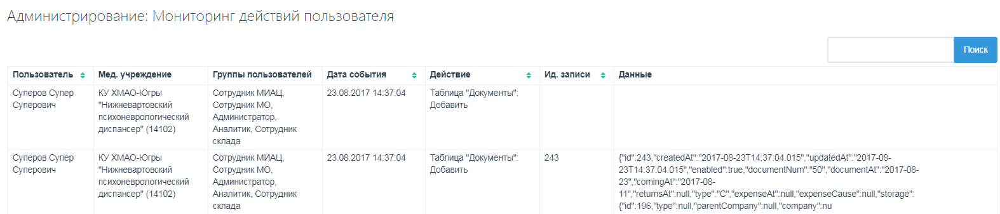 Администрирование: Мониторинг действий пользователя
Поиск
Пользователь Мед. учреждение Группы пользователей Дата события Действие Ид. записи Данные
Суперов Супер
Суперович
КУ ХМАО-Югры
"Нижневартовский
психоневрологический
диспансер" (14102)
Сотрудник МИАЦ,
Сотрудник МО,
Администратор,
Аналитик, Сотрудник
склада
23.08.2017 14:37:04
Таблица "Документы":
Добавить
Суперов Супер
Суперович
КУ ХМАО-Югры
"Нижневартовский
психоневрологический
диспансер" (14102)
Сотрудник МИАЦ,
Сотрудник МО,
Администратор,
Аналитик, Сотрудник
склада
23.08.2017 14:37:04
Таблица "Документы":
Добавить
243
{"id":243,"createdAt":"2017-08-23T14:37:04.015","updatedAt":"2017-08-
23T14:37:04.015","enabled":true,"documentNum":"50","documentAt":"2017-08-
23","comingAt":"2017-08-
11","returnsAt":null,"type":"C","expenseAt":null,"expenseCause":null,"storage":
{"id":196,"type":null,"parentCompany":null,"company":nu